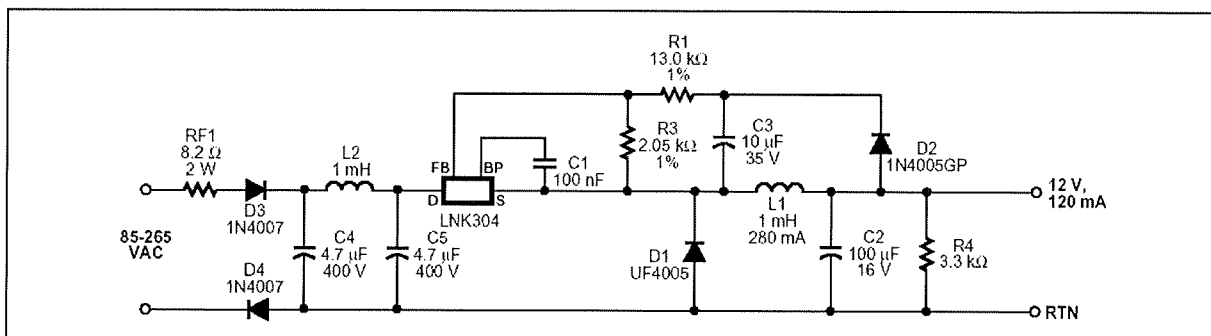 R1
13.0 kΩ
1%
RF1
8.2 Ω
2 W
L2
1 mH
FB
BP
C1
100 nF
R3
2.05 kΩ
1%
C3
10 µF
35 V
D2
1N4005GP
D
S
LNK304
12 V,
120 mA
D3
1N4007
85-265
VAC
C4
4.7 µF
400 V
C5
4.7 µF
400 V
D1
UF4005
L1
1 mH
280 mA
C2
100 µF
16 V
R4
3.3 kΩ
D4
1N4007
RTN